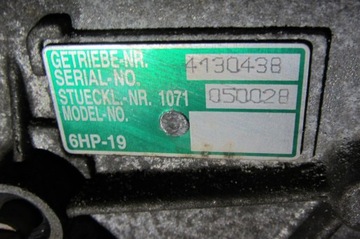 GETRIEBE-NR. 4130438
SERIAL-NO.
STUECKL.-NR. 1071 050028
MODEL-NO.
6HP-19